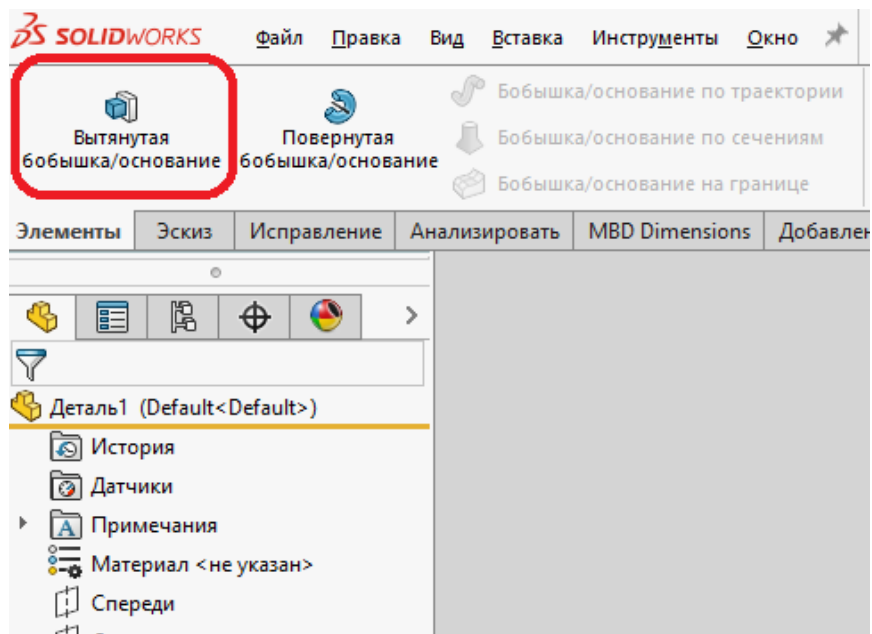 SOLIDWORKS Файл Правка Вид Вставка Инструменты Окно
Вытянутая
бобышка/основание
Повернутая
бобышка/основание
Бобышка/основание по траектории
Бобышка/основание по сечениям
Бобышка/основание на границе
Элементы Эскиз Исправление Анализировать MBD Dimensions Добавлен
Деталь1 (Default<Default>)
История
Датчики
Примечания
Материал <не указан>
Спереди